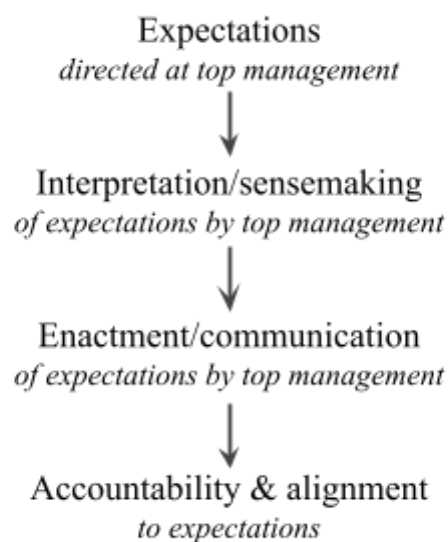 Expectations
directed at top management
Interpretation/sensemaking
of expectations by top management
Enactment/communication
of expectations by top management
Accountability & alignment
to expectations